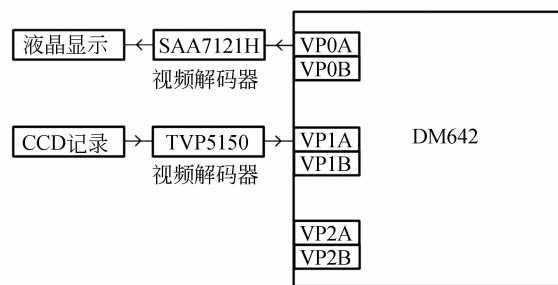 液晶显示
SAA7121H
VP0A
VP0B
视频解码器
CCD记录
TVP5150
VP1A
VP1B
视频解码器
DM642
VP2A
VP2B